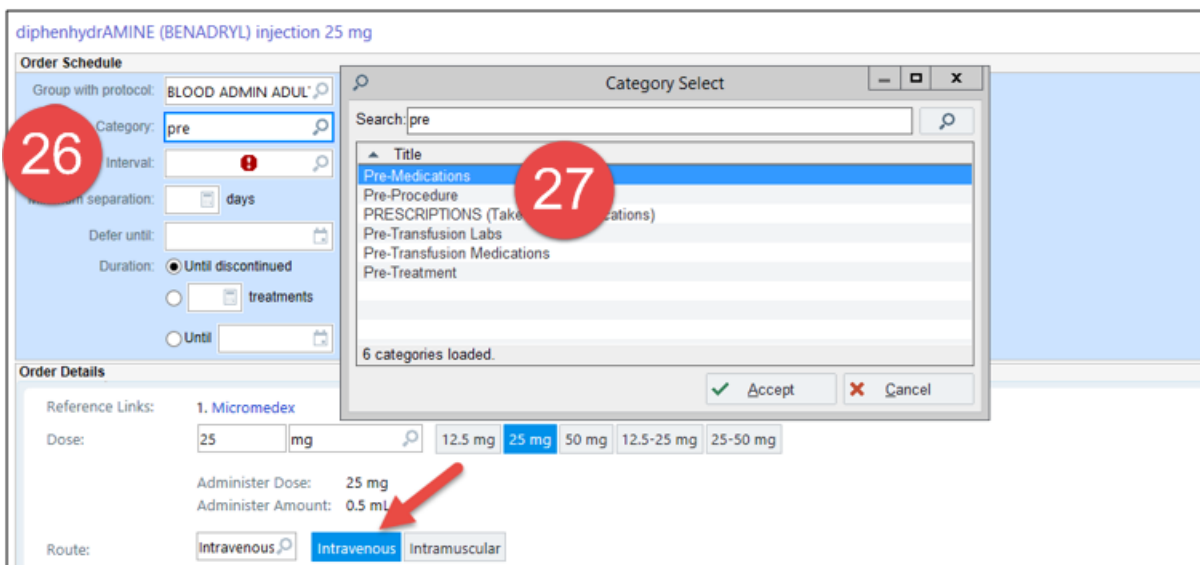 diphenhydrAMINE (BENADRYL) injection 25 mg
Order Schedule
Group with protocol: BLOOD ADMIN ADUL
Category: pre
Interval:
separation: days
Defer until:
Duration: Until discontinued
treatments
Until
26
Category Select
Search: pre
Title
Pre-Medications
Pre-Procedure
PRESCRIPTIONS (Take cations)
Pre-Transfusion Labs
Pre-Transfusion Medications
Pre-Treatment
27
6 categories loaded.
Accept Cancel
Order Details
Reference Links: 1. Micromedex
Dose: 25 mg 12.5 mg 25 mg 50 mg 12.5-25 mg 25-50 mg
Administer Dose: 25 mg
Administer Amount: 0.5 mL
Route: Intravenous Intravenous Intramuscular